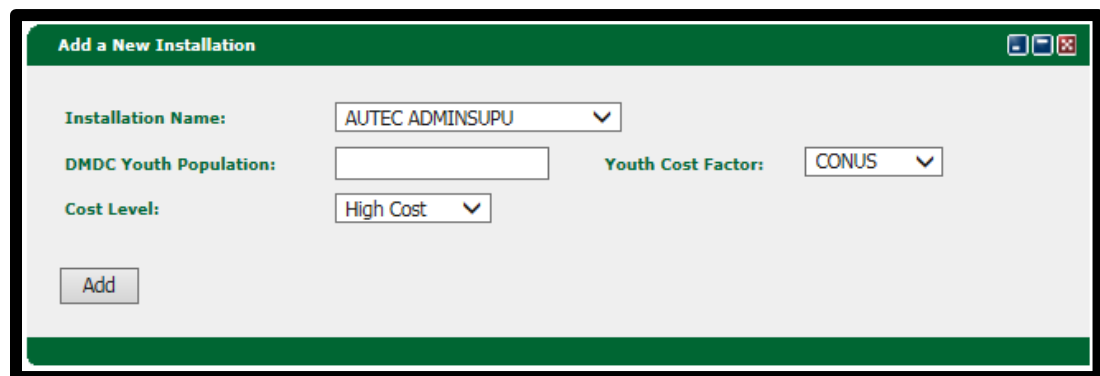 Add a New Installation
Installation Name: AUTEC ADMINSUPU
DMDC Youth Population: Youth Cost Factor: CONUS
Cost Level: High Cost
Add